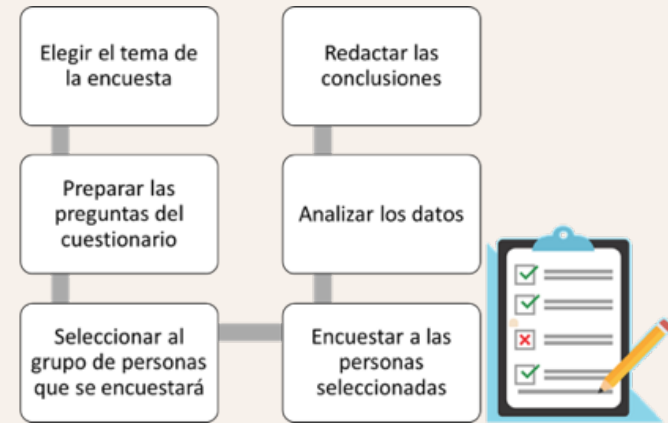 Elegir el tema de
la encuesta
Preparar las
preguntas del
cuestionario
Seleccionar al
grupo de personas
que se encuestará
Encuestar a las
personas
seleccionadas
Analizar los datos
Redactar las
conclusiones